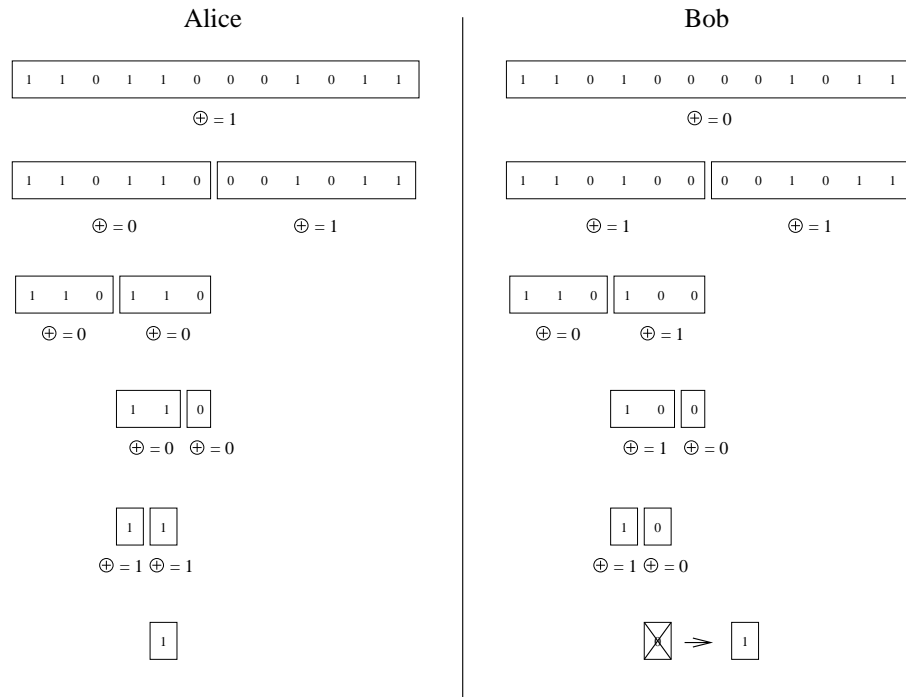 Alice Bob
1 1 0 1 1 0 0 0 1 0 1 1 1 1 0 1 0 0 0 0 1 0 1 1
⊕ = 1 ⊕ = 0
1 1 0 1 1 0 0 0 1 0 1 1 1 1 0 1 0 0 0 0 1 0 1 1
⊕ = 0 ⊕ = 1 ⊕ = 1 ⊕ = 1
1 1 0 1 1 0 1 1 0 1 0 0
⊕ = 0 ⊕ = 0 ⊕ = 0 ⊕ = 1
1 1 0 1 0 0
⊕ = 0 ⊕ = 0 ⊕ = 1 ⊕ = 0
1 1 1 0
⊕ = 1 ⊕ = 1 ⊕ = 1 ⊕ = 0
1 0 1